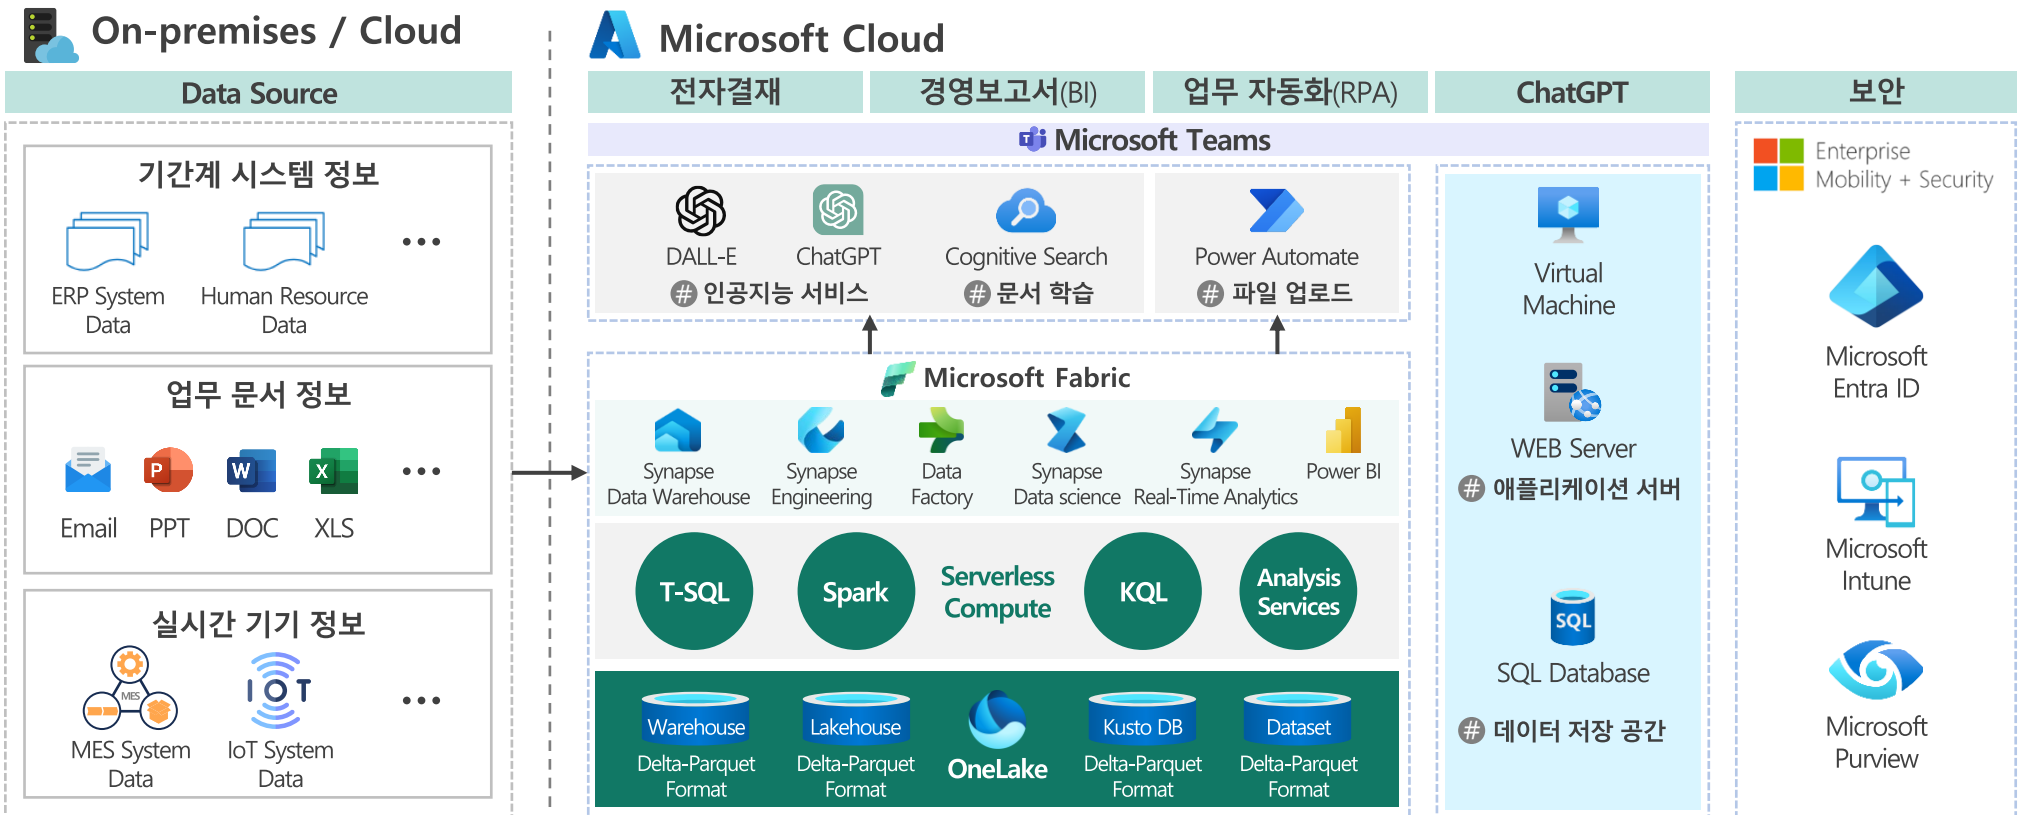 On-premises / Cloud
Data Source
기간계 시스템 정보
ERP System
Data
Human Resource
Data
업무 문서 정보
P
W
X
Email
PPT
DOC
XLS
실시간 기기 정보
MES
IOT
MES System
Data
IoT System
Data
Microsoft Cloud
전자결재
경영보고서(BI)
업무 자동화(RPA)
ChatGPT
보안
T
Microsoft Teams
DALL-E
ChatGPT
Cognitive Search
# 인공지능 서비스
# 문서 학습
Power Automate
# 파일 업로드
Microsoft Fabric
Synapse
Data Warehouse
Synapse
Engineering
Data
Factory
Synapse
Data science
Synapse
Real-Time Analytics
Power BI
T-SQL
Spark
Serverless
Compute
KQL
Analysis
Services
Warehouse
Delta-Parquet
Format
Lakehouse
Delta-Parquet
Format
OneLake
Kusto DB
Delta-Parquet
Format
Dataset
Delta-Parquet
Format
Virtual
Machine
WEB Server
# 애플리케이션 서버
SQL
SQL Database
# 데이터 저장 공간
Enterprise
Mobility + Security
Microsoft
Entra ID
Microsoft
Intune
Microsoft
Purview